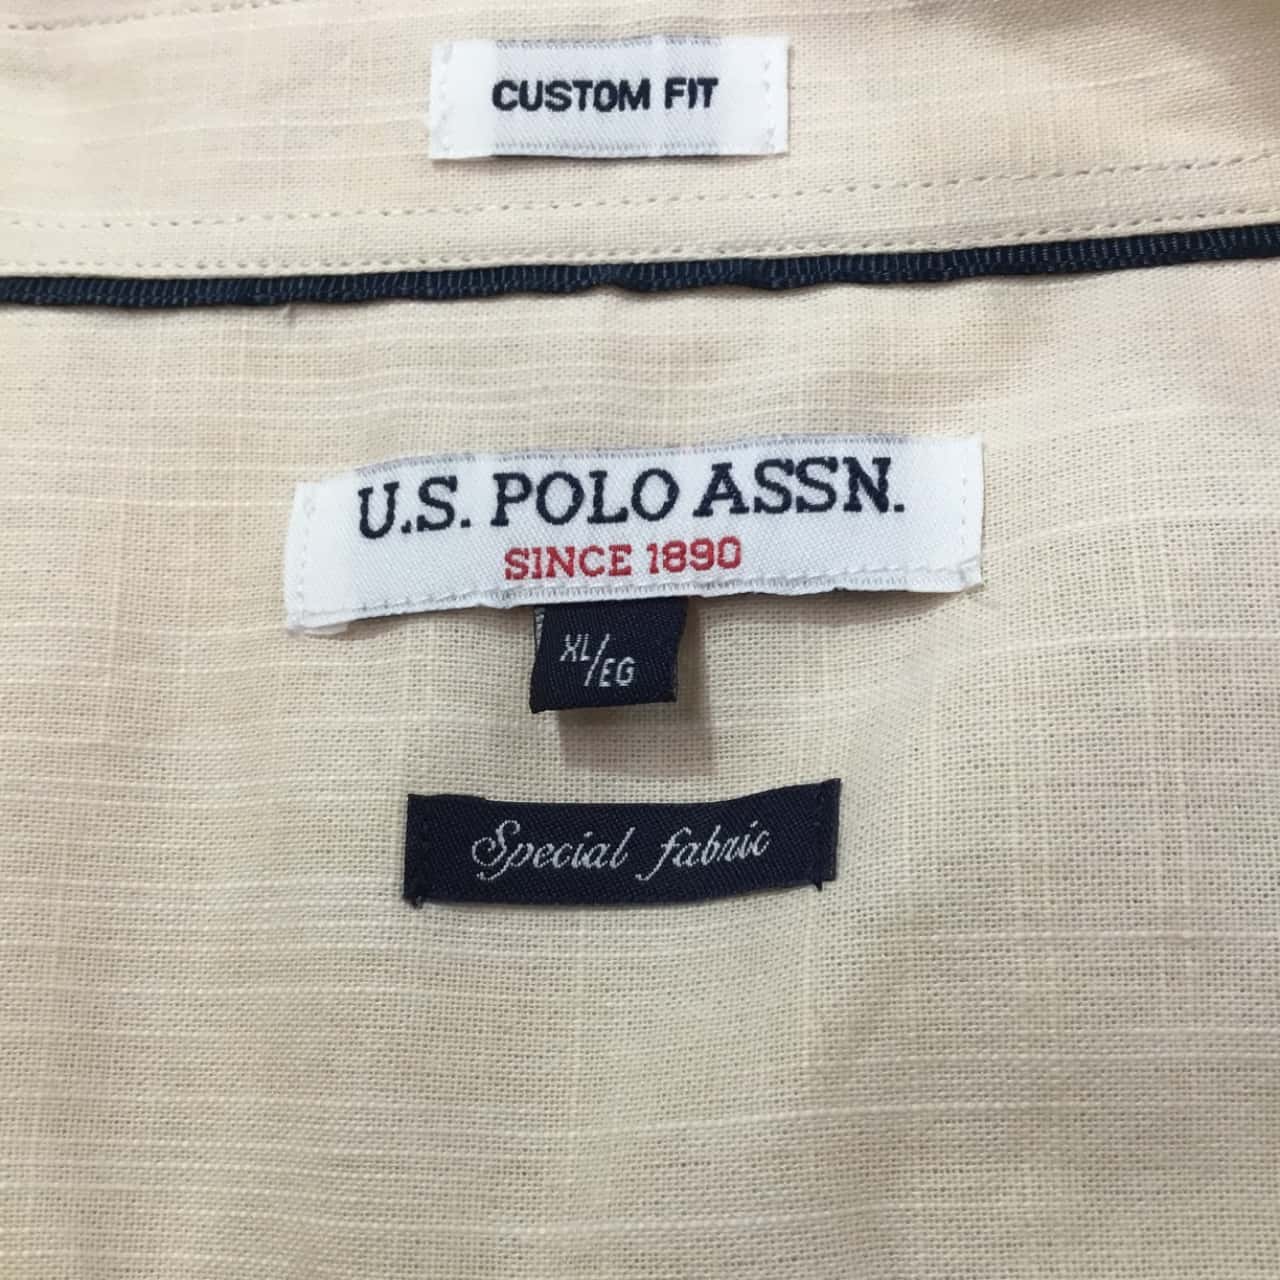 CUSTOM FIT
U.S. POLO ASSN.
SINCE 1890
XL/EG
Special fabric